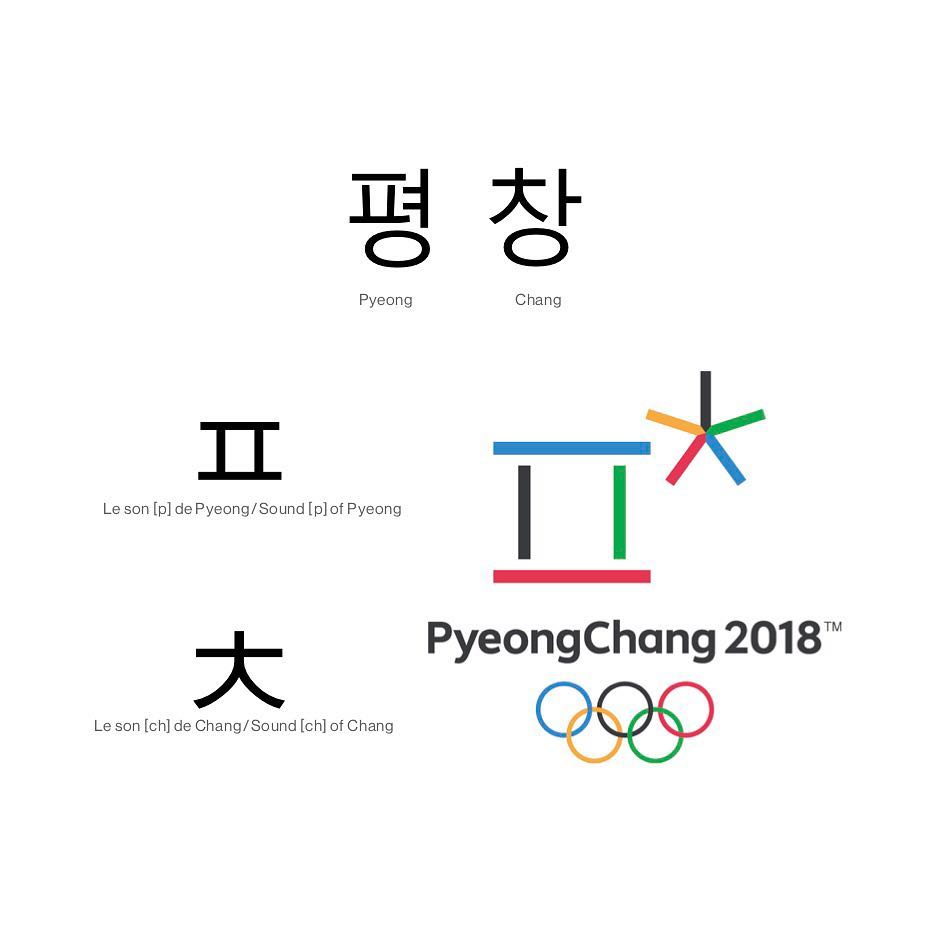 평 창
Pyeong Chang
ㅍ
Le son [p] de Pyeong/Sound [p] of Pyeong
ㅊ
Le son [ch] de Chang/Sound [ch] of Chang
PyeongChang 2018™